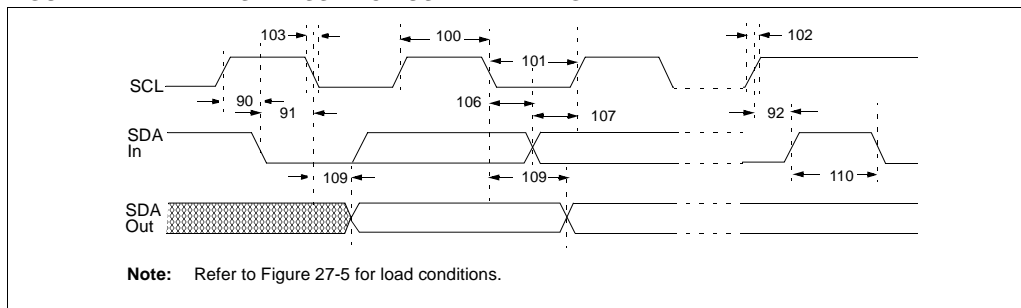 103
100
101
102
SCL
90
91
106
107
92
SDA
In
109
109
110
SDA
Out
Note: Refer to Figure 27-5 for load conditions.